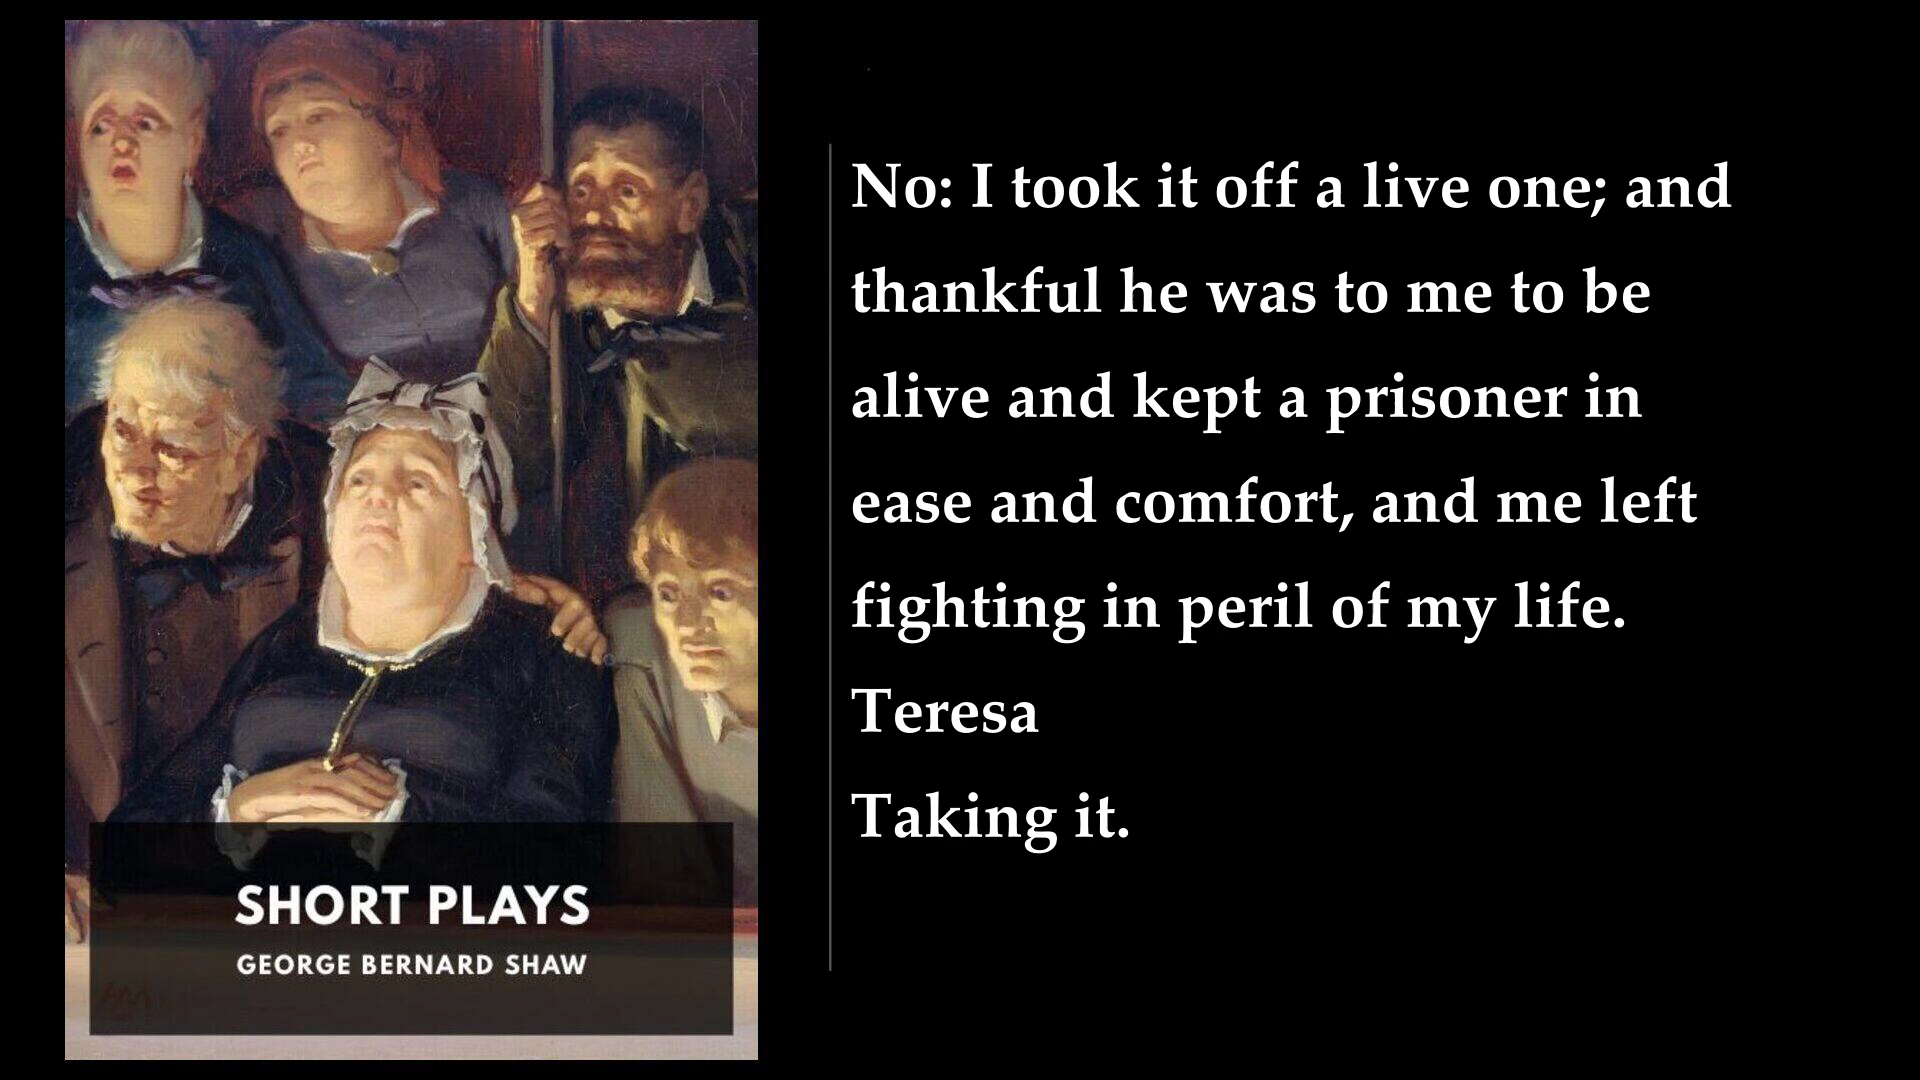 No: I took it off a live one; and
thankful he was to me to be
alive and kept a prisoner in
ease and comfort, and me left
fighting in peril of my life.
Teresa
Taking it.
SHORT PLAYS
GEORGE BERNARD SHAW